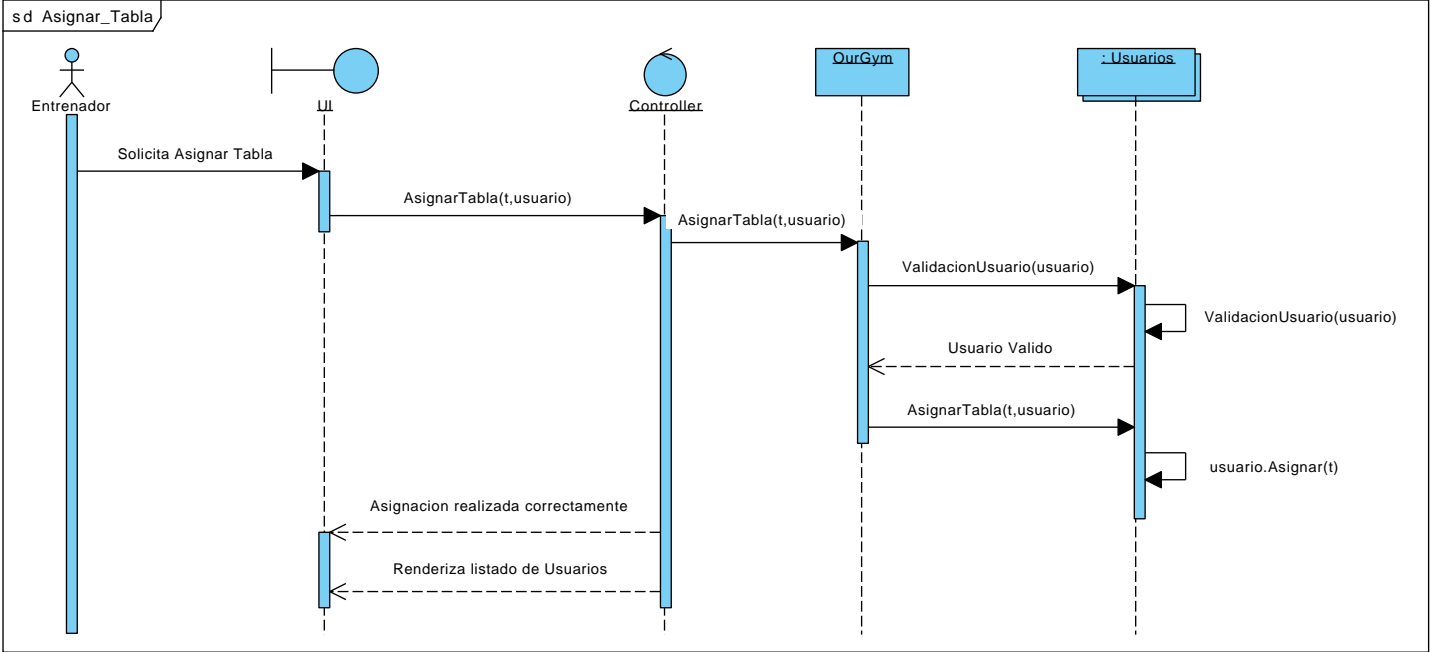 sd Asignar_Tabla
Entrenador
UI
Controller
OurGym
: Usuarios
Solicita Asignar Tabla
AsignarTabla(t,usuario)
AsignarTabla(t,usuario)
ValidacionUsuario(usuario)
ValidacionUsuario(usuario)
Usuario Valido
AsignarTabla(t,usuario)
usuario.Asignar(t)
Asignacion realizada correctamente
Renderiza listado de Usuarios